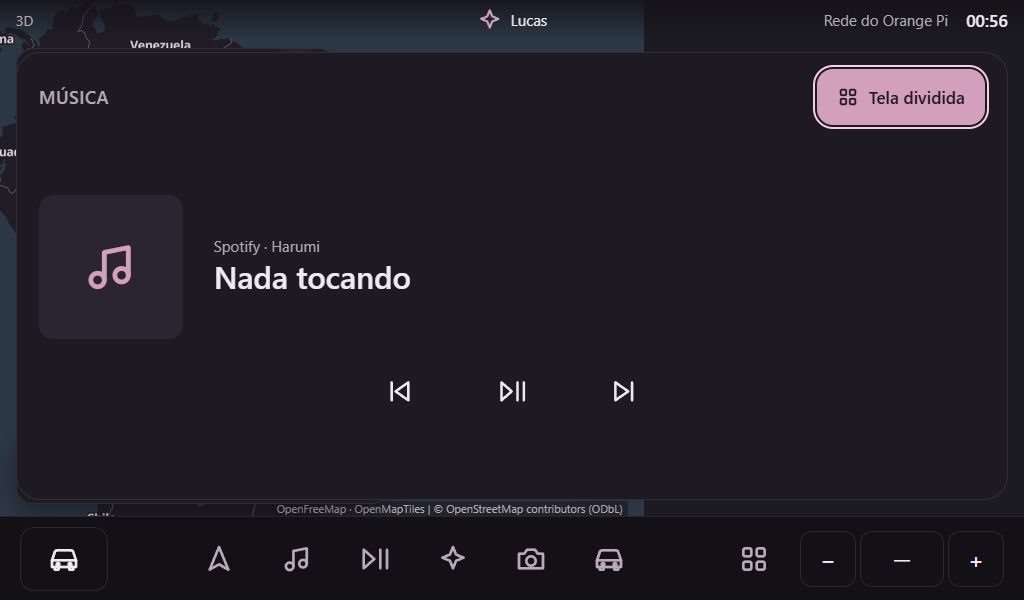 3D
Lucas
Rede do Orange Pi 00:56
Venezuela
MÚSICA
Tela dividida
Spotify · Harumi
Nada tocando
OpenFreeMap · OpenMapTiles | © OpenStreetMap contributors (ODbL)
– — +